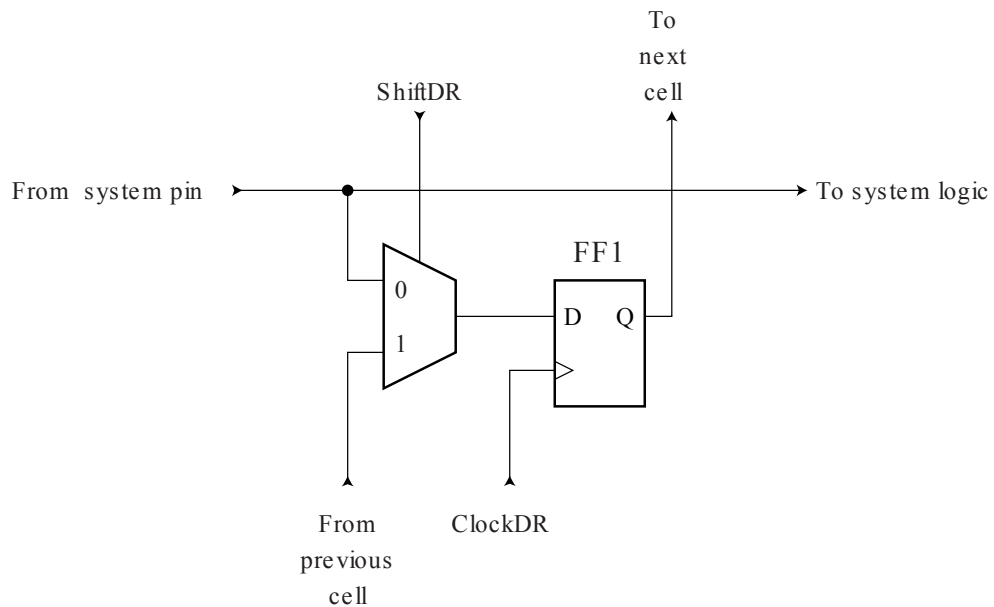 To
next
cell
ShiftDR
From system pin
To system logic
FF1
0
D Q
1
From
previous
cell
ClockDR